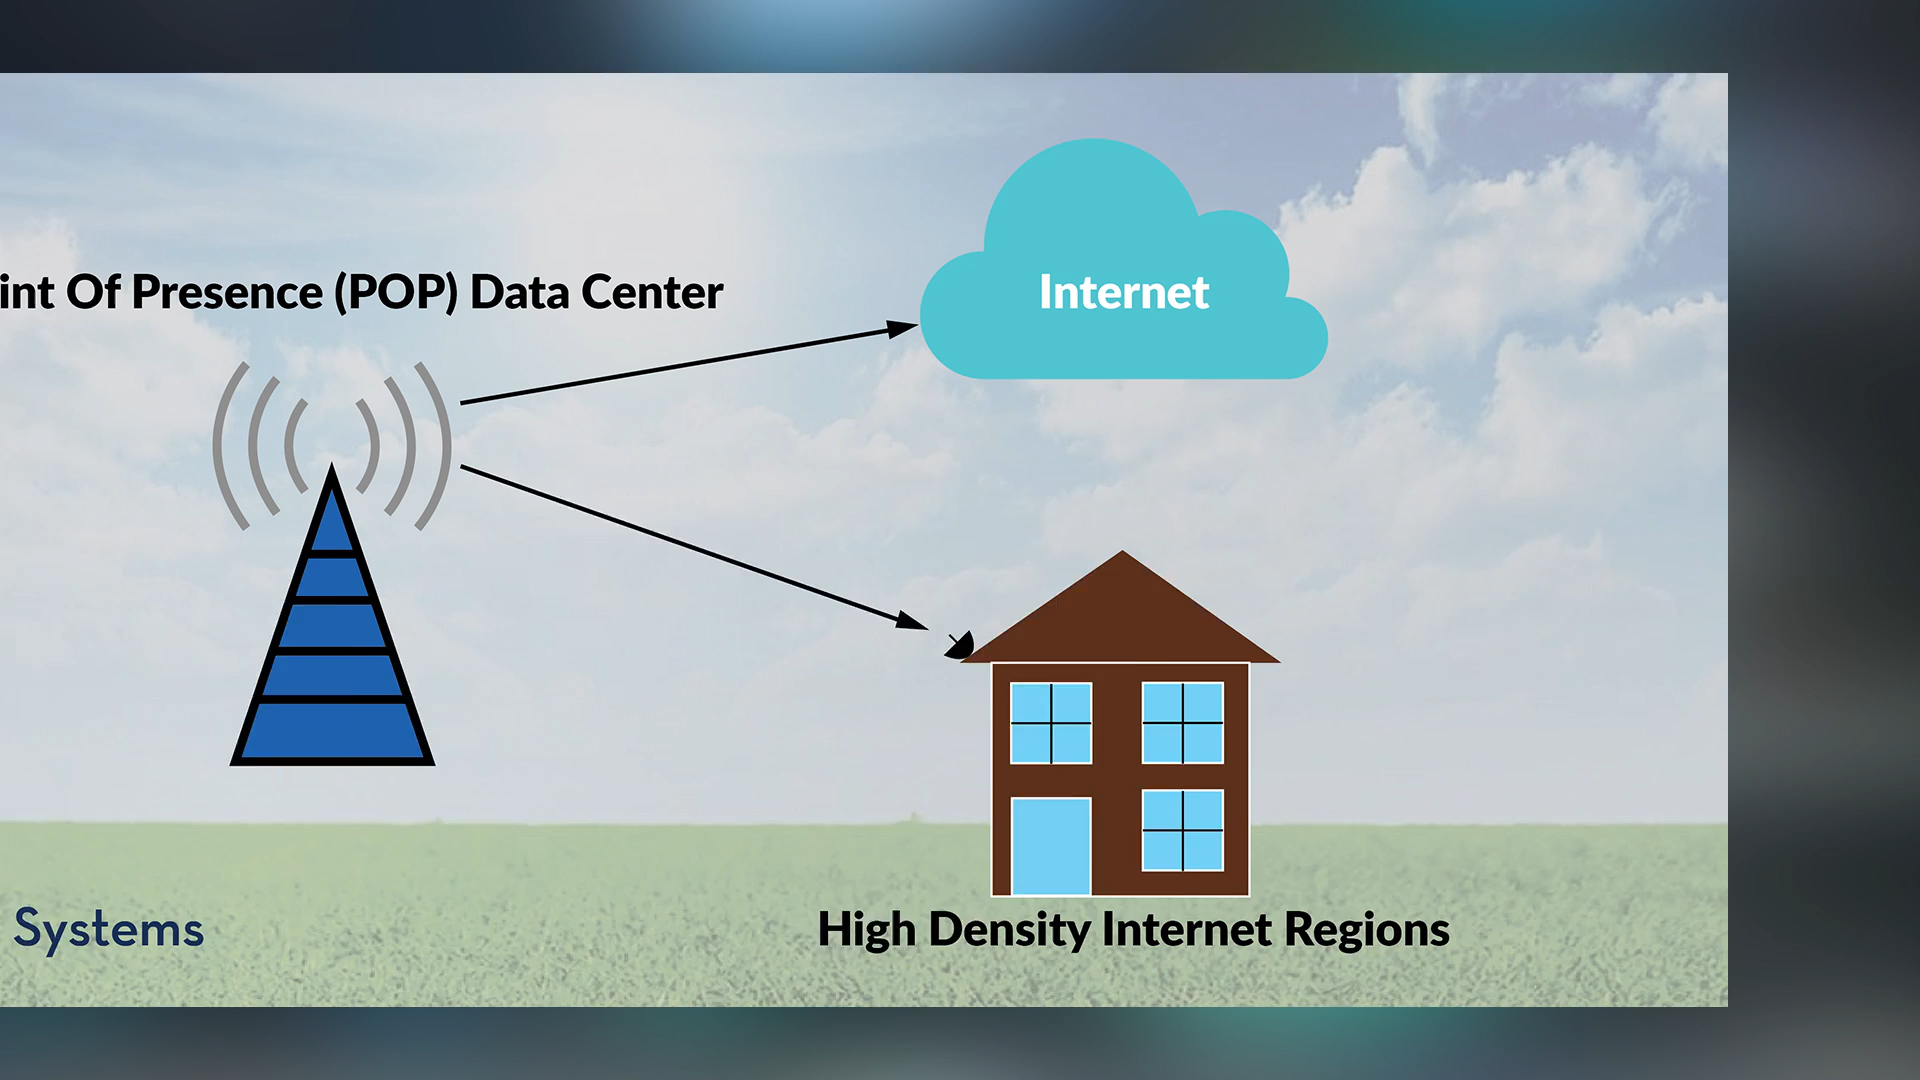 int Of Presence (POP) Data Center
Internet
Systems
High Density Internet Regions